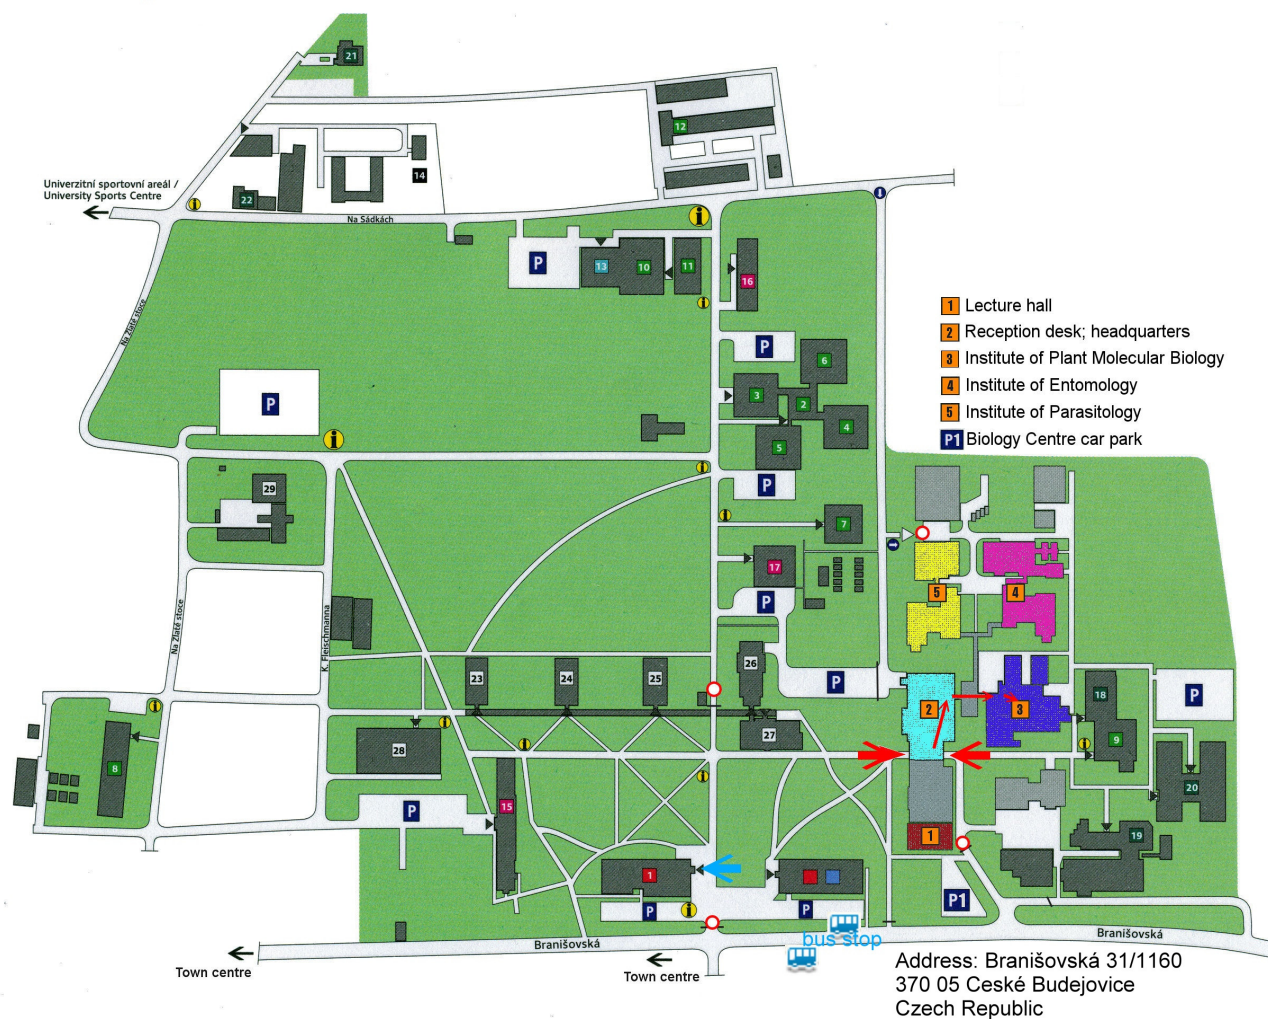 21
12
14
Univerzitní sportovní areál /
University Sports Centre
22
i
Na Sádkách
i
P
13
10
11
16
i
Na Zlaté stoce
1 Lecture hall
2 Reception desk; headquarters
3 Institute of Plant Molecular Biology
4 Institute of Entomology
5 Institute of Parasitology
P1 Biology Centre car park
P
6
3
2
4
5
P
i
i
P
29
i
7
17
P
5
4
Na Zlaté stoce
K. Fleischmanna
23
24
25
26
P
2
3
18
P
i
i
28
27
i
i
9
8
i
20
P
15
1
19
1
P
i
P
P1
bus stop
Branišovská
Branišovská
Town centre
Town centre
Address: Branišovská 31/1160
370 05 Ceské Budejovice
Czech Republic